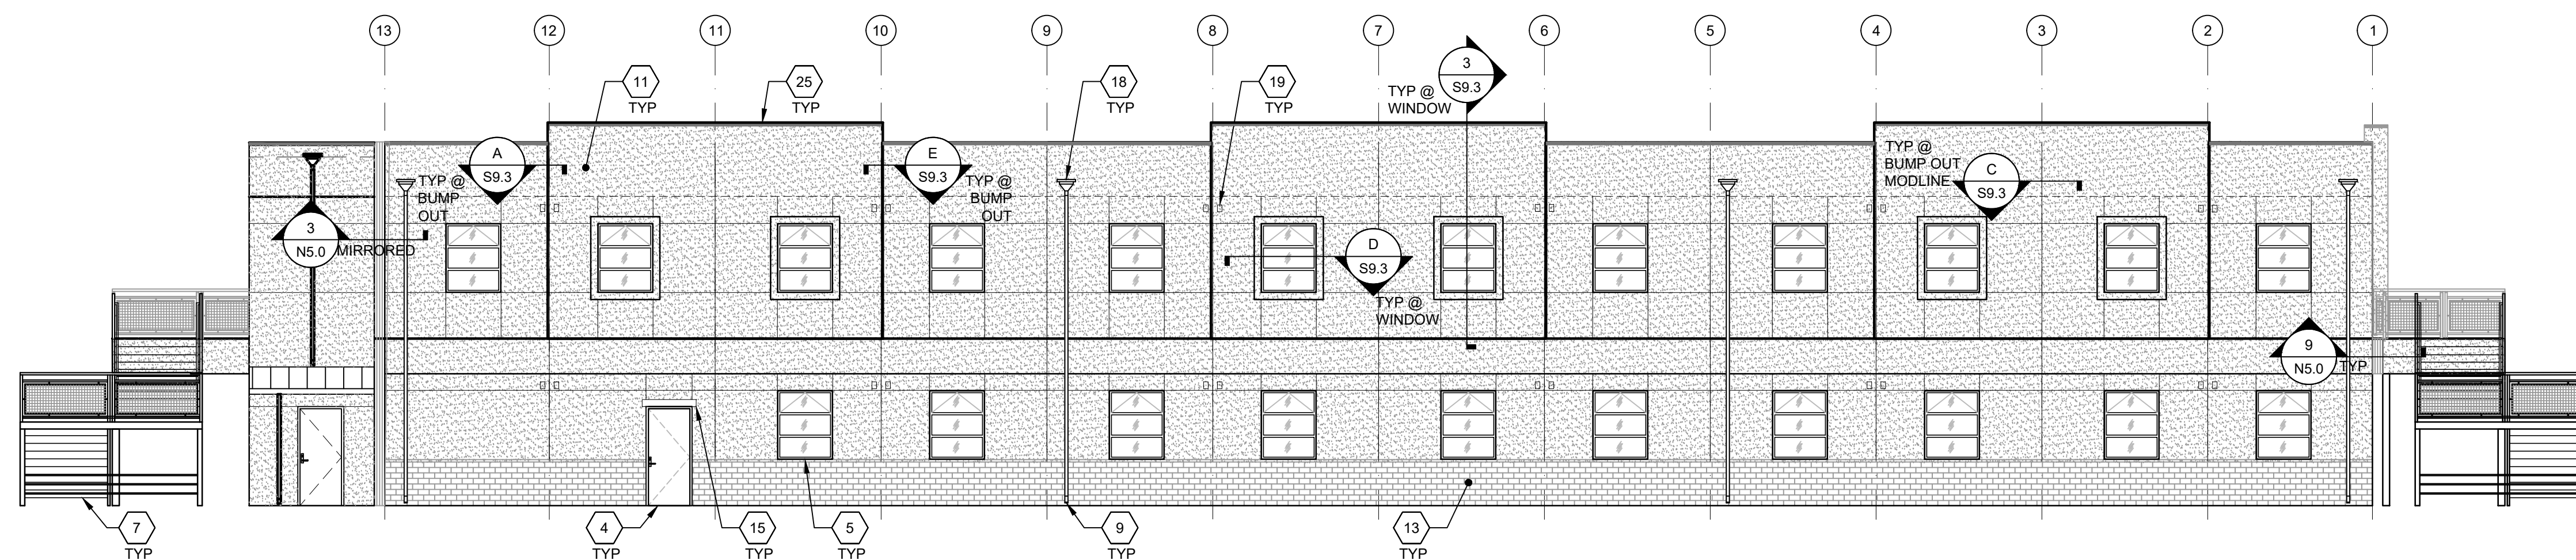 13
12
11
10
9
8
7
6
5
4
3
2
1
11
TYP
25
TYP
18
TYP
19
TYP
TYP @
WINDOW
3
S9.3
A
S9.3
TYP @
BUMP
OUT
E
S9.3
TYP @
BUMP
OUT
TYP @
BUMP OUT
MODLINE
C
S9.3
3
N5.0
MIRRORED
D
S9.3
TYP @
WINDOW
9
N5.0
TYP
7
TYP
4
TYP
15
TYP
5
TYP
9
TYP
13
TYP